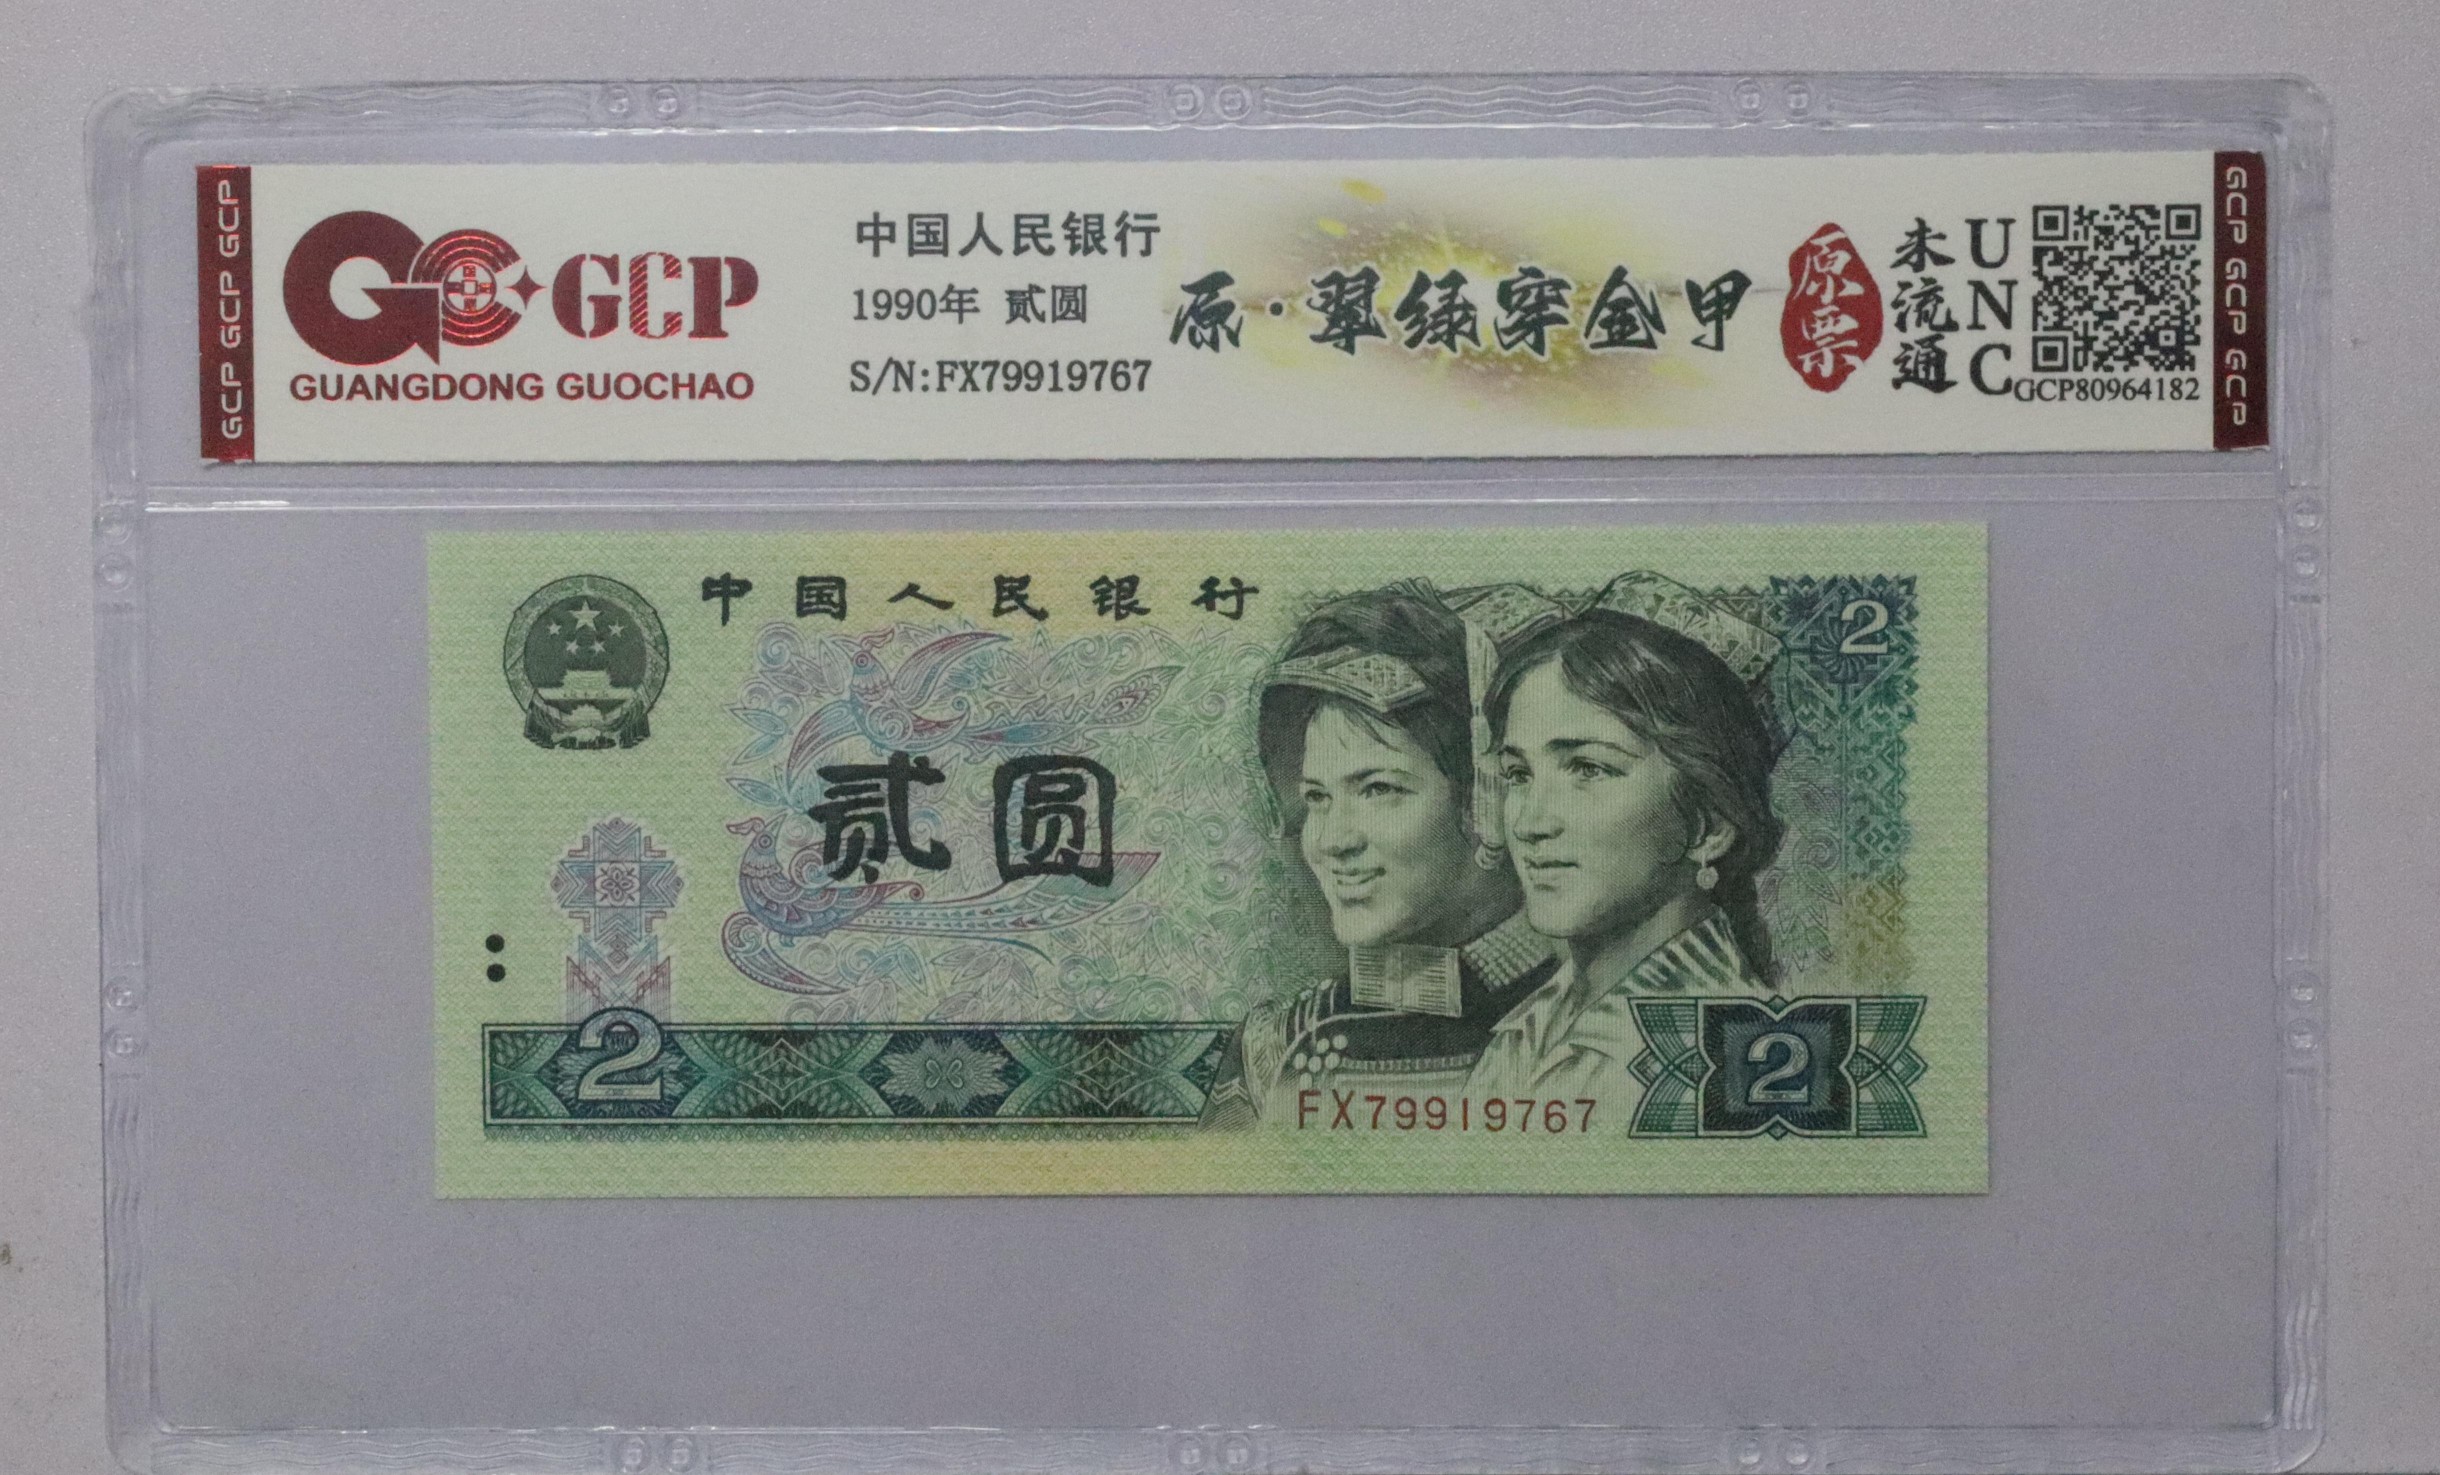 GCP GCP GCP
GCP
GUANGDONG GUOCHAO
中国人民银行
1990年 贰圆
S/N:FX79919767
原·翠绿穿金甲
原票
未流通
UNC
GCP80964182
GCP GCP GCP
中国人民银行
2
贰圆
2
FX79919767
2